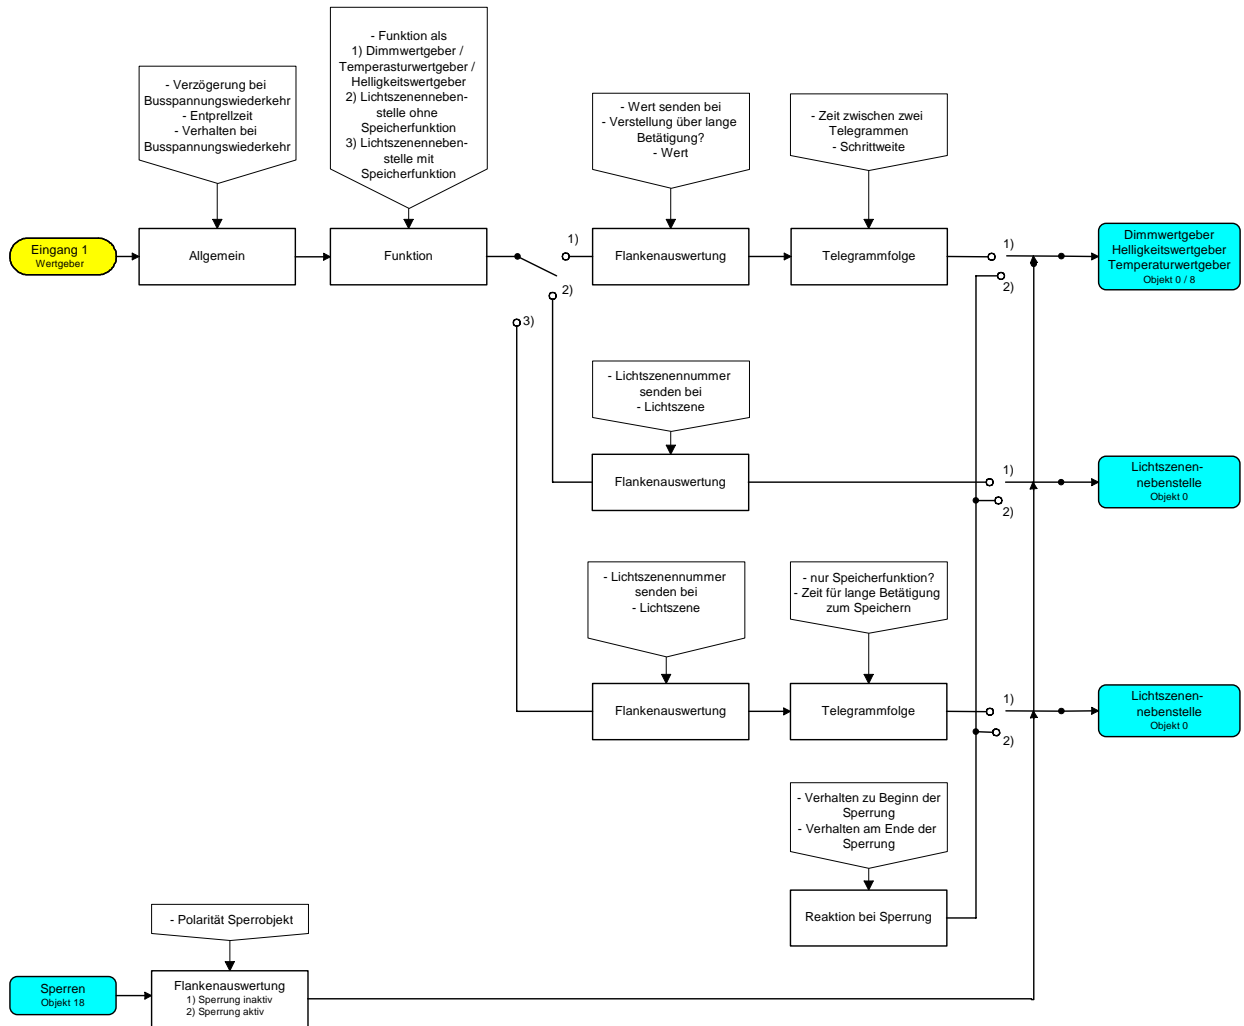 - Funktion als
1) Dimmwertgeber /
Temperasturwertgeber /
Helligkeitswertgeber
2) Lichtszenenneben-
stelle ohne
Speicherfunktion
3) Lichtszenenneben-
stelle mit
Speicherfunktion
- Verzögerung bei
Busspannungswiederkehr
- Entprellzeit
- Verhalten bei
Busspannungswiederkehr
- Wert senden bei
- Verstellung über lange
Betätigung?
- Wert
- Zeit zwischen zwei
Telegrammen
- Schrittweite
Eingang 1
Wertgeber
Allgemein
Funktion
1)
2)
3)
Flankenauswertung
Telegrammfolge
1)
2)
Dimmwertgeber
Helligkeitswertgeber
Temperaturwertgeber
Objekt 0 / 8
- Lichtszenennummer
senden bei
- Lichtszene
Flankenauswertung
1)
2)
Lichtszenen-
nebenstelle
Objekt 0
- Lichtszenennummer
senden bei
- Lichtszene
- nur Speicherfunktion?
- Zeit für lange Betätigung
zum Speichern
Flankenauswertung
Telegrammfolge
1)
2)
Lichtszenen-
nebenstelle
Objekt 0
- Verhalten zu Beginn der
Sperrung
- Verhalten am Ende der
Sperrung
Reaktion bei Sperrung
- Polarität Sperrobjekt
Sperren
Objekt 18
Flankenauswertung
1) Sperrung inaktiv
2) Sperrung aktiv